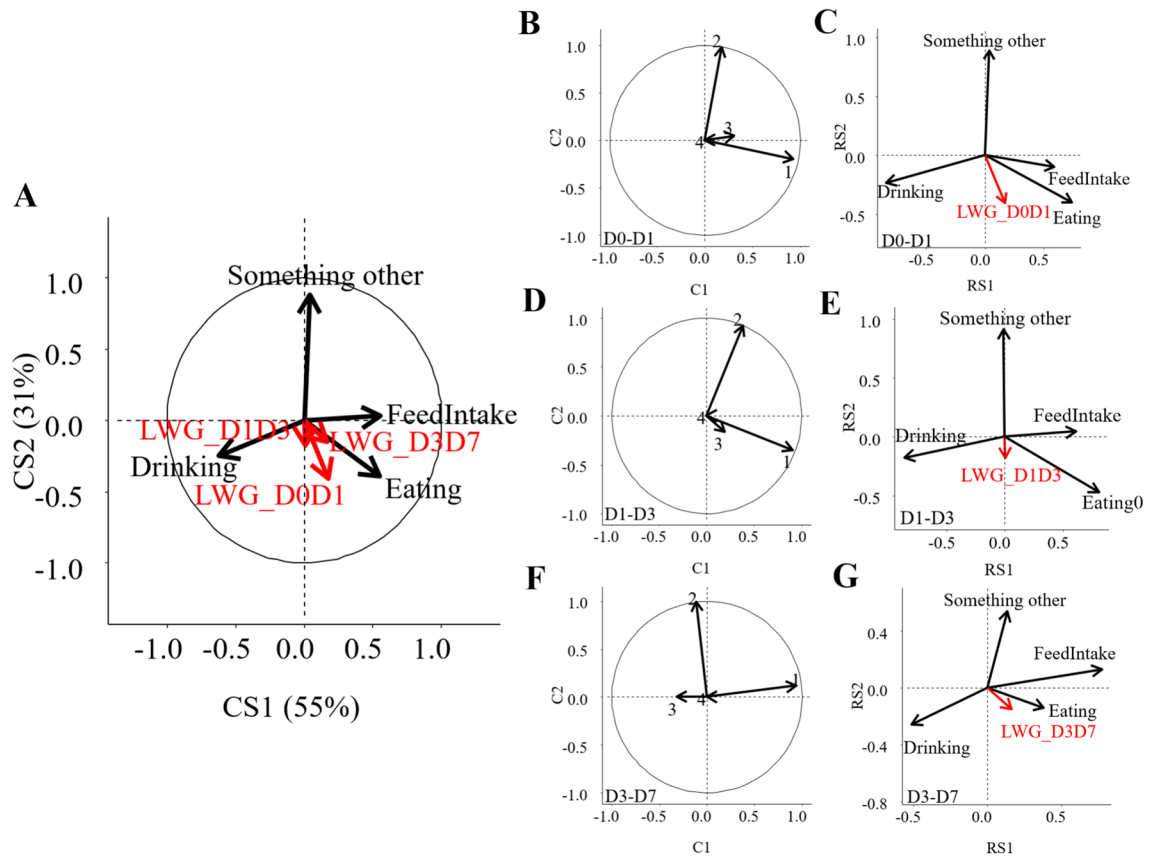 A
1.0
0.5
0.0
-0.5
-1.0
CS2 (31%)
Something other
FeedIntake
LWG_D1D3
LWG_D3D7
Drinking
LWG_D0D1
Eating
-1.0 -0.5 0.0 0.5 1.0
CS1 (55%)
B
1.0
0.5
0.0
-0.5
-1.0
C2
2
3
4
1
D0-D1
-1.0 -0.5 0.0 0.5 1.0
C1
C
1.0
0.5
0.0
-0.5
RS2
Something other
FeedIntake
Drinking
LWG_D0D1
Eating
D0-D1
-0.5 0.0 0.5
RS1
D
1.0
0.5
0.0
-0.5
-1.0
C2
2
4
3
1
D1-D3
-1.0 -0.5 0.0 0.5 1.0
C1
E
1.0
0.5
0.0
-0.5
RS2
Something other
FeedIntake
Drinking
LWG_D1D3
Eating0
D1-D3
-0.5 0.0 0.5
RS1
F
1.0
0.5
0.0
-0.5
-1.0
C2
2
1
4
3
D3-D7
-1.0 -0.5 0.0 0.5 1.0
C1
G
0.4
0.0
-0.4
-0.8
RS2
Something other
FeedIntake
Eating
LWG_D3D7
Drinking
D3-D7
-0.5 0.0 0.5
RS1